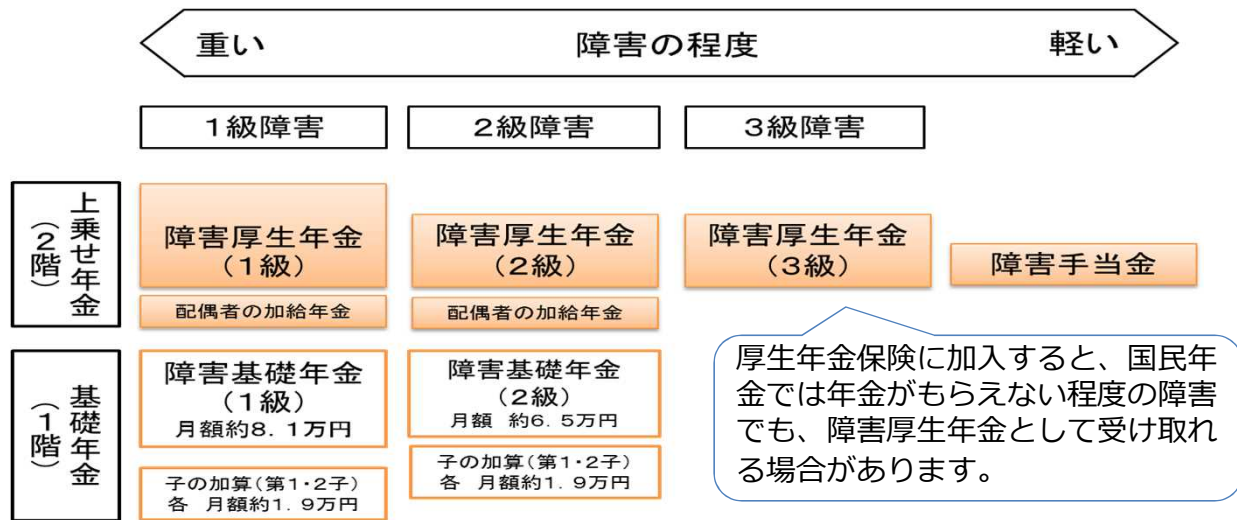 重い 障害の程度 軽い
1級障害 2級障害 3級障害
上乗せ年金
（2階）
障害厚生年金
（1級）
障害厚生年金
（2級）
障害厚生年金
（3級）
障害手当金
配偶者の加給年金
配偶者の加給年金
基礎年金
（1階）
障害基礎年金
（1級）
月額約8．1万円
障害基礎年金
（2級）
月額 約6．5万円
子の加算（第1・2子）
各 月額約1．9万円
子の加算（第1・2子）
各 月額約1．9万円
厚生年金保険に加入すると、国民年
金では年金がもらえない程度の障害
でも、障害厚生年金として受け取れ
る場合があります。